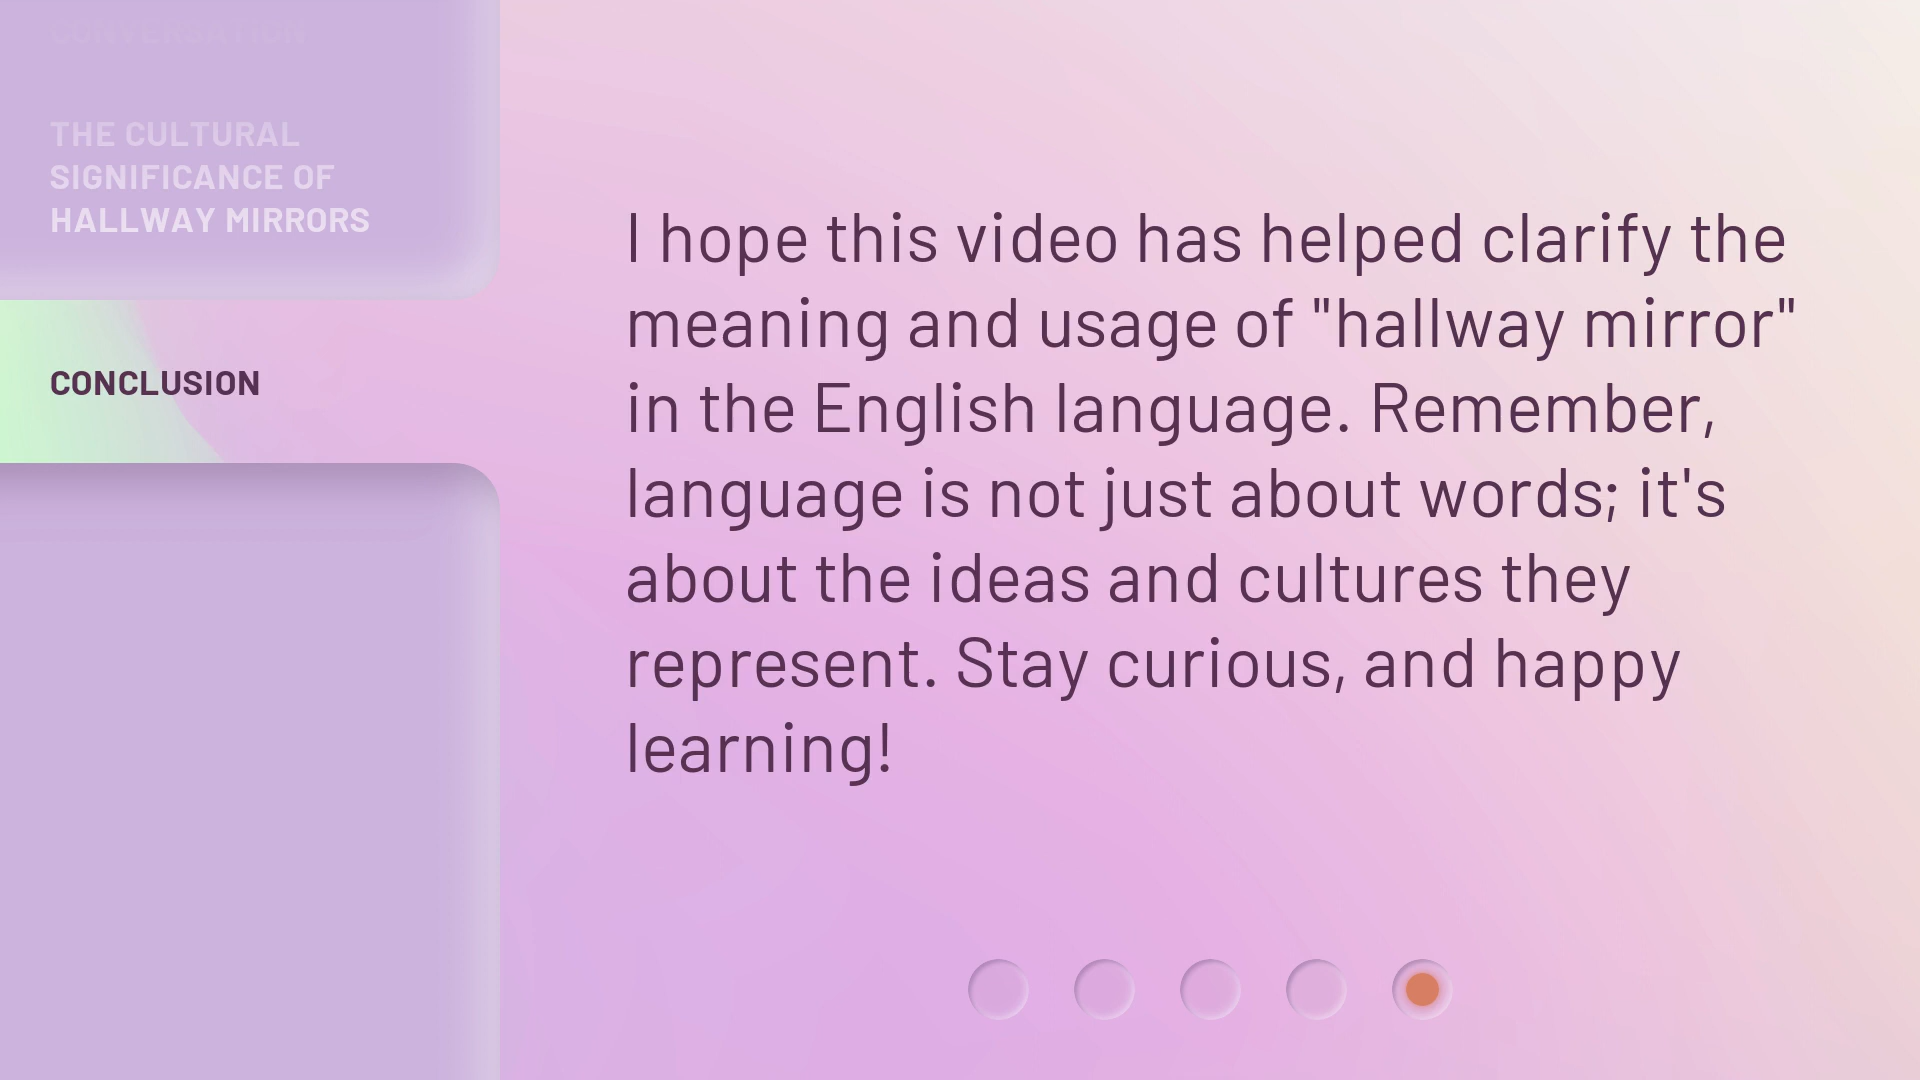 CONVERSATION
THE CULTURAL
SIGNIFICANCE OF
HALLWAY MIRRORS
CONCLUSION
I hope this video has helped clarify the
meaning and usage of "hallway mirror"
in the English language. Remember,
language is not just about words; it's
about the ideas and cultures they
represent. Stay curious, and happy
learning!